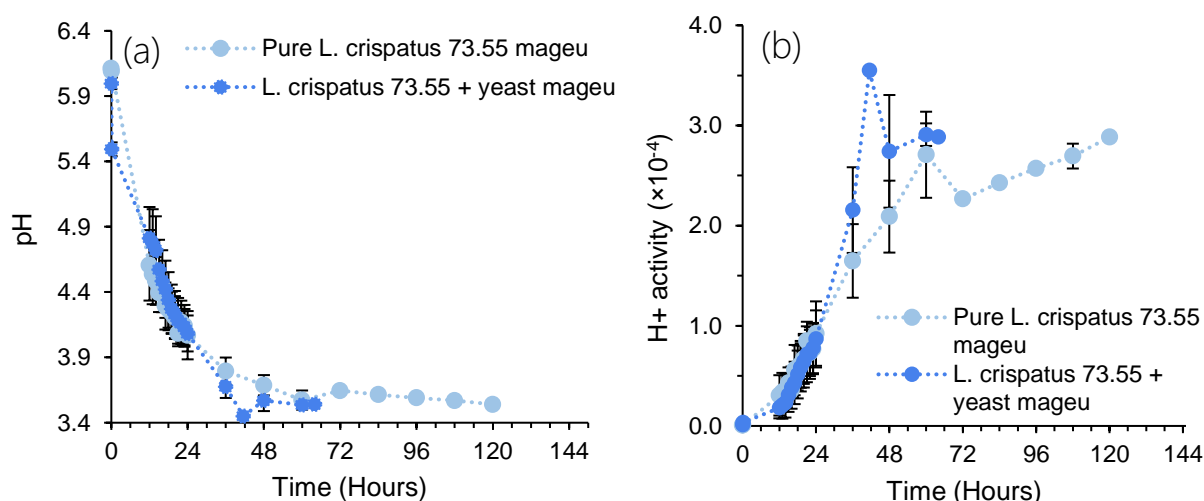 (a)
Pure L. crispatus 73.55 mageu
L. crispatus 73.55 + yeast mageu
pH
6.4
5.9
5.4
4.9
4.4
3.9
3.4
0
24
48
72
96
120
144
Time (Hours)
(b)
H+ activity (×10⁻⁴)
4.0
3.0
2.0
1.0
0.0
Pure L. crispatus 73.55
mageu
L. crispatus 73.55 +
yeast mageu
0
24
48
72
96
120
144
Time (Hours)